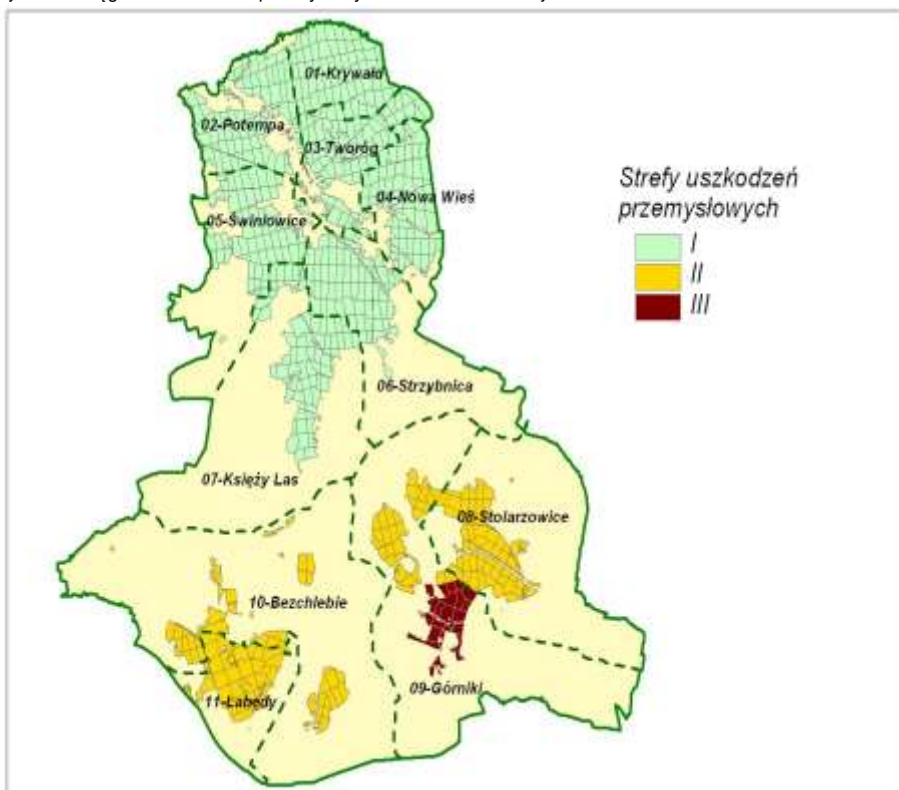 01-Krywałd
02-Potempa
03-Tworóg
04-Nowa Wieś
05-Świniowice
Strefy uszkodzeń
przemysłowych
I
II
III
06-Strzybnica
07-Księży Las
08-Stolarzowice
10-Bezchlebie
09-Górniki
11-Łabędy